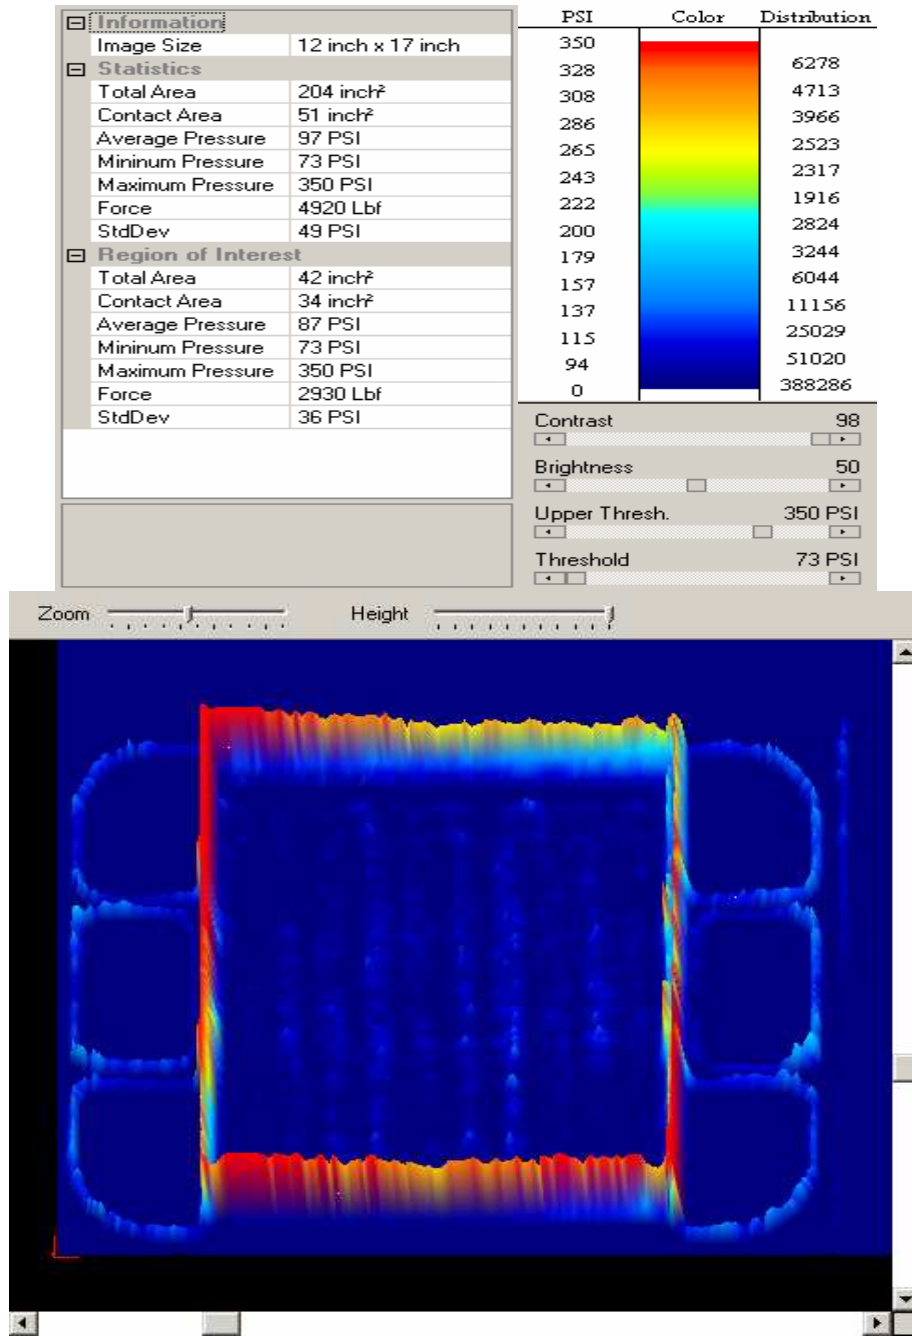 Information
Image Size 12 inch x 17 inch
Statistics
Total Area 204 inch²
Contact Area 51 inch²
Average Pressure 97 PSI
Mininum Pressure 73 PSI
Maximum Pressure 350 PSI
Force 4920 Lbf
StdDev 49 PSI
Region of Interest
Total Area 42 inch²
Contact Area 34 inch²
Average Pressure 87 PSI
Mininum Pressure 73 PSI
Maximum Pressure 350 PSI
Force 2930 Lbf
StdDev 36 PSI
PSI Color Distribution
350
328 6278
308 4713
286 3966
265 2523
243 2317
222 1916
200 2824
179 3244
157 6044
137 11156
115 25029
94 51020
0 388286
Contrast 98
Brightness 50
Upper Thresh. 350 PSI
Threshold 73 PSI
Zoom Height